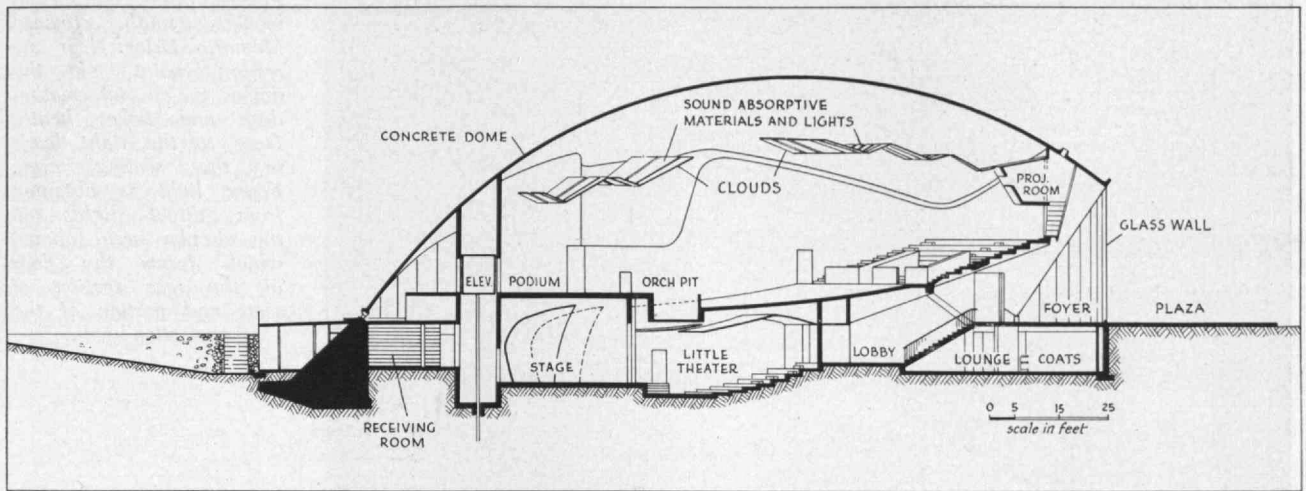 SOUND ABSORPTIVE
MATERIALS AND LIGHTS
CONCRETE DOME
CLOUDS
PROJ.
ROOM
GLASS WALL
ELEV.
PODIUM
ORCH PIT
FOYER
PLAZA
STAGE
LITTLE
THEATER
LOBBY
LOUNGE
COATS
RECEIVING
ROOM
0 5 15 25
scale in feet